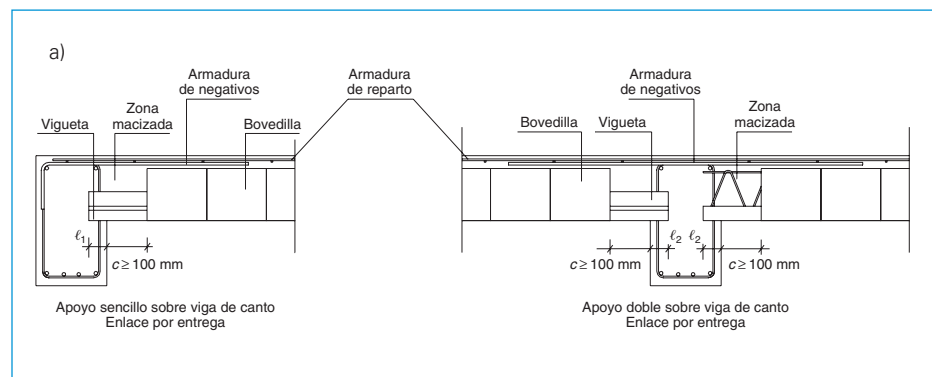 a)
Armadura
de negativos
Armadura
de reparto
Zona
macizada
Vigueta
Bovedilla
ℓ1
c ≥ 100 mm
Apoyo sencillo sobre viga de canto
Enlace por entrega
Armadura
de negativos
Bovedilla
Vigueta
Zona
macizada
ℓ2
ℓ2
c ≥ 100 mm
c ≥ 100 mm
Apoyo doble sobre viga de canto
Enlace por entrega